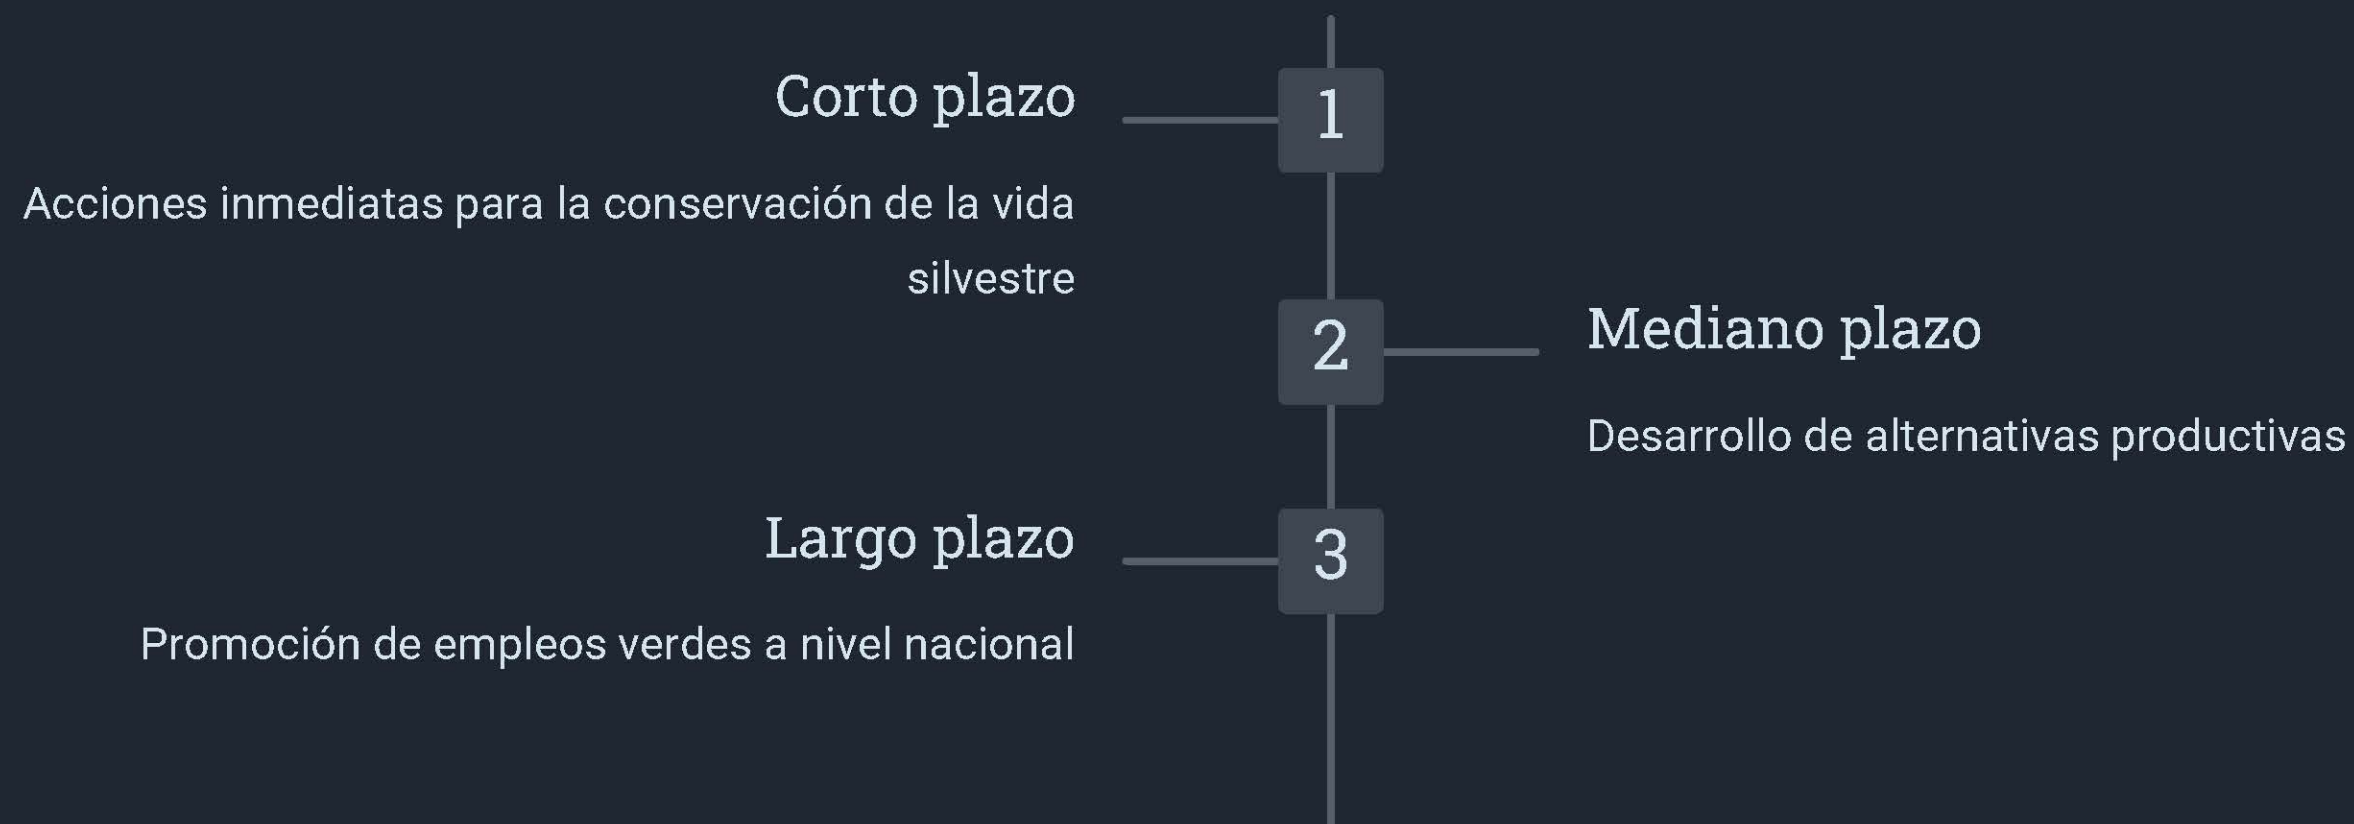 1
Corto plazo
Acciones inmediatas para la conservación de la vida
silvestre
2
Mediano plazo
Desarrollo de alternativas productivas
3
Largo plazo
Promoción de empleos verdes a nivel nacional